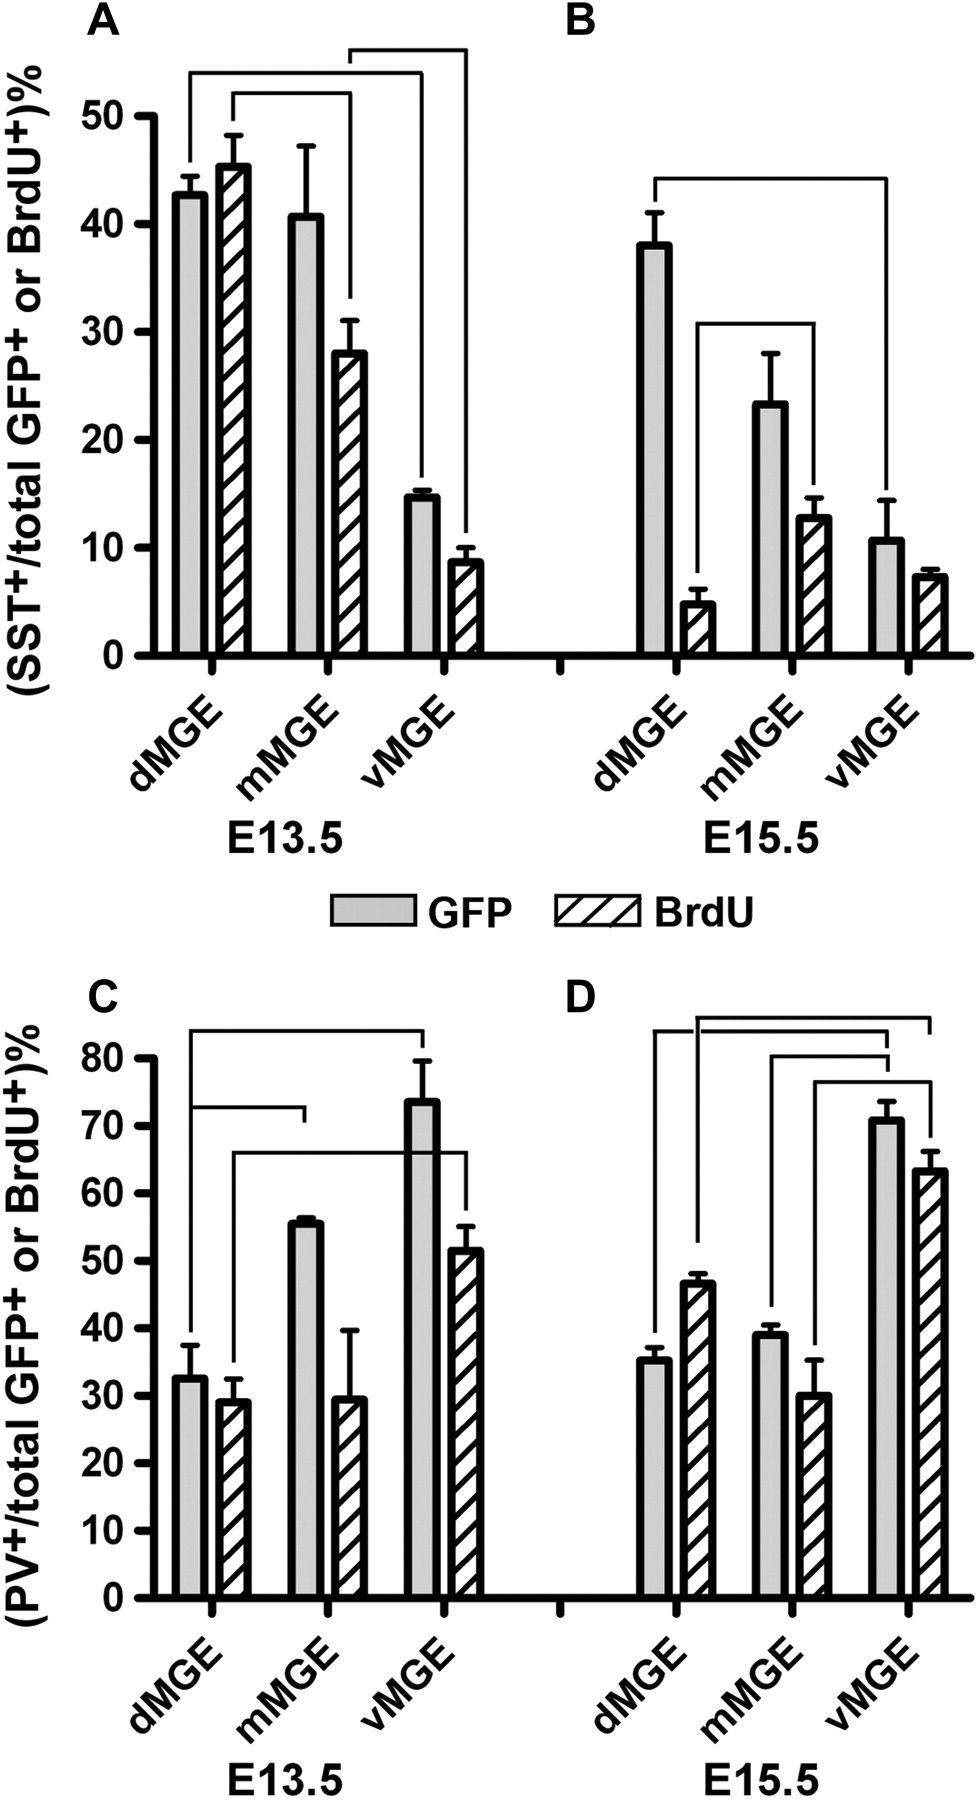 A
B
(SST+/total GFP+ or BrdU+)%
50
40
30
20
10
0
dMGE mMGE vMGE dMGE mMGE vMGE
E13.5 E15.5
GFP BrdU
C
D
(PV+/total GFP+ or BrdU+)%
80
70
60
50
40
30
20
10
0
dMGE mMGE vMGE dMGE mMGE vMGE
E13.5 E15.5